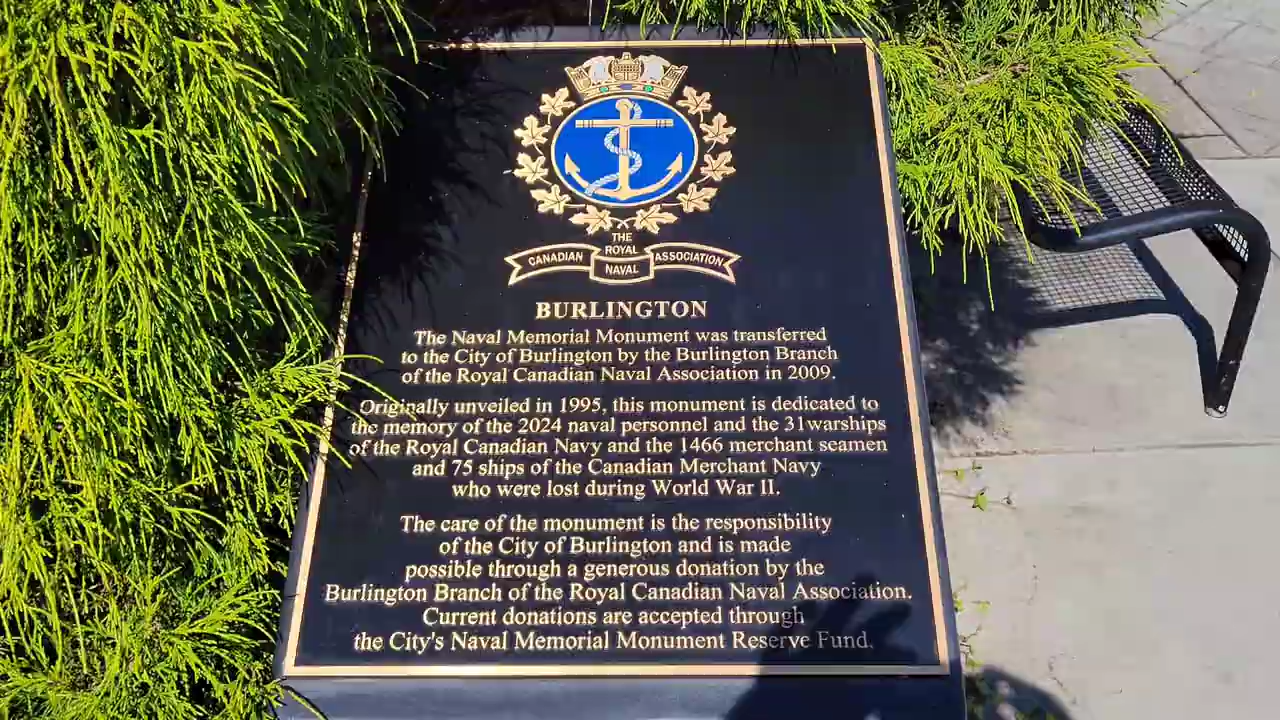 THE
ROYAL
CANADIAN NAVAL ASSOCIATION
BURLINGTON
The Naval Memorial Monument was transferred
to the City of Burlington by the Burlington Branch
of the Royal Canadian Naval Association in 2009.
Originally unveiled in 1995, this monument is dedicated to
the memory of the 2024 naval personnel and the 31warships
of the Royal Canadian Navy and the 1466 merchant seamen
and 75 ships of the Canadian Merchant Navy
who were lost during World War II.
The care of the monument is the responsibility
of the City of Burlington and is made
possible through a generous donation by the
Burlington Branch of the Royal Canadian Naval Association.
Current donations are accepted through
the City's Naval Memorial Monument Reserve Fund.